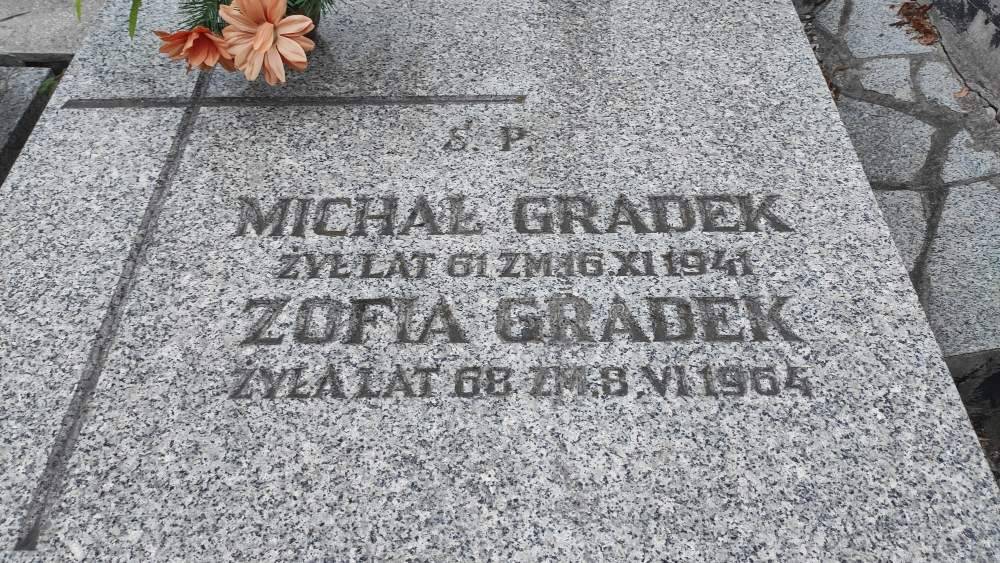 Ś. P.
MICHAŁ GRADEK
ŻYŁ LAT 61 ZM. 16.XI 1941
ZOFIA GRADEK
ŻYŁA LAT 68. ZM. 8.VI 1964